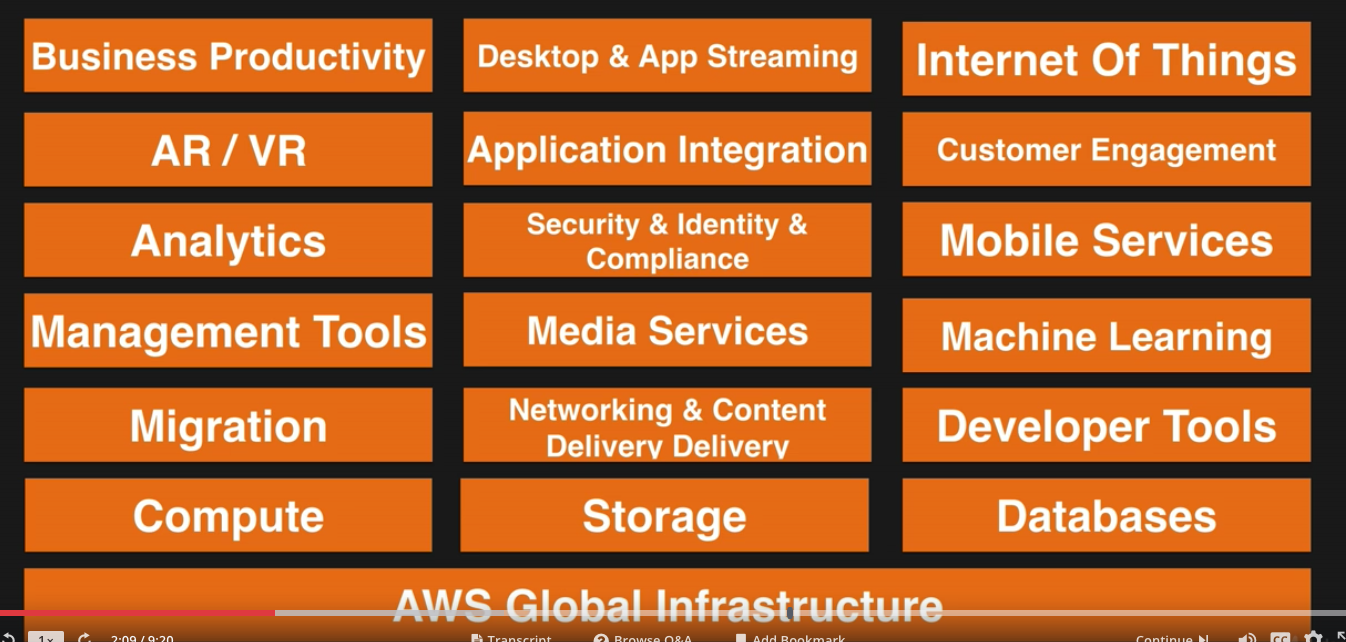 Business Productivity
Desktop & App Streaming
Internet Of Things
AR / VR
Application Integration
Customer Engagement
Analytics
Security & Identity &
Compliance
Mobile Services
Management Tools
Media Services
Machine Learning
Migration
Networking & Content
Delivery Delivery
Developer Tools
Compute
Storage
Databases
AWS Global Infrastructure
1x
2:09 / 9:20
Transcript
Browse Q&A
Add Bookmark
Continue
CC